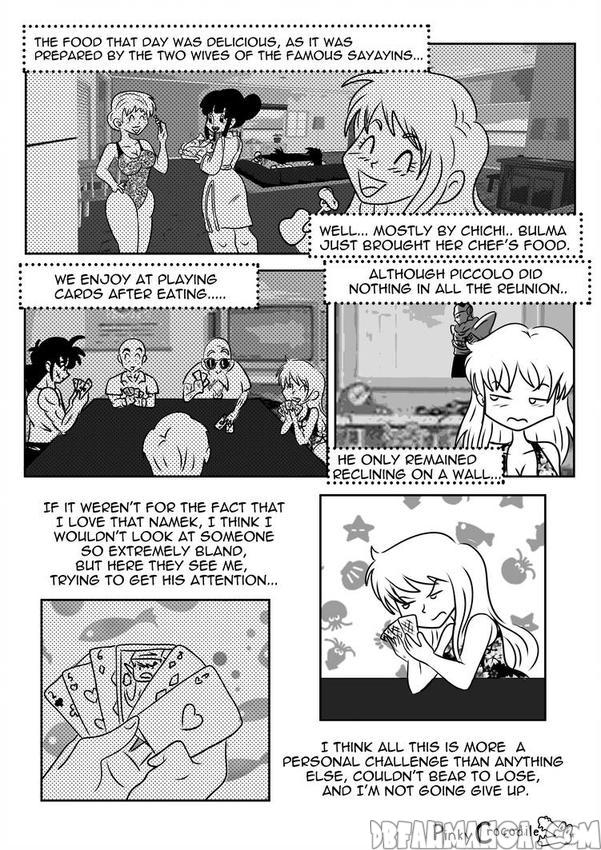 THE FOOD THAT DAY WAS DELICIOUS, AS IT WAS
PREPARED BY THE TWO WIVES OF THE FAMOUS SAYAYINS...
WELL... MOSTLY BY CHICHI.. BULMA
JUST BROUGHT HER CHEF'S FOOD.
WE ENJOY AT PLAYING
CARDS AFTER EATING.....
ALTHOUGH PICCOLO DID
NOTHING IN ALL THE REUNION..
HE ONLY REMAINED
RECLINING ON A WALL...
IF IT WEREN'T FOR THE FACT THAT
I LOVE THAT NAMEK, I THINK I
WOULDN'T LOOK AT SOMEONE
SO EXTREMELY BLAND,
BUT HERE THEY SEE ME,
TRYING TO GET HIS ATTENTION...
2
5
6
I THINK ALL THIS IS MORE A
PERSONAL CHALLENGE THAN ANYTHING
ELSE, COULDN'T BEAR TO LOSE,
AND I'M NOT GOING GIVE UP.
Pinky Crocodile
DBFANMANGA.COM